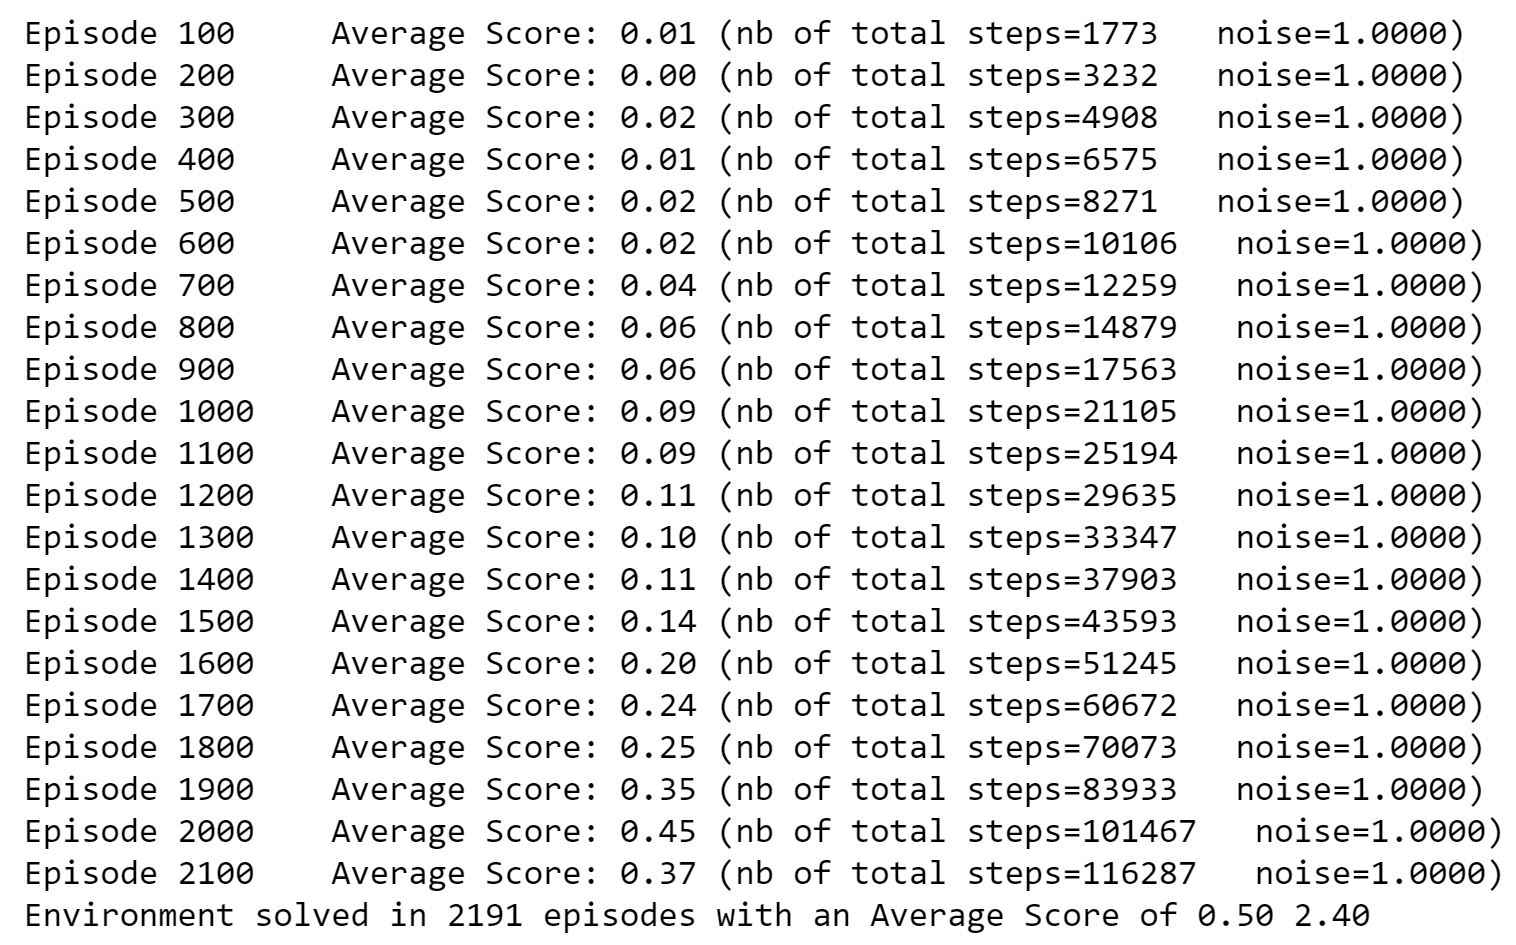 Episode 100 Average Score: 0.01 (nb of total steps=1773 noise=1.0000)
Episode 200 Average Score: 0.00 (nb of total steps=3232 noise=1.0000)
Episode 300 Average Score: 0.02 (nb of total steps=4908 noise=1.0000)
Episode 400 Average Score: 0.01 (nb of total steps=6575 noise=1.0000)
Episode 500 Average Score: 0.02 (nb of total steps=8271 noise=1.0000)
Episode 600 Average Score: 0.02 (nb of total steps=10106 noise=1.0000)
Episode 700 Average Score: 0.04 (nb of total steps=12259 noise=1.0000)
Episode 800 Average Score: 0.06 (nb of total steps=14879 noise=1.0000)
Episode 900 Average Score: 0.06 (nb of total steps=17563 noise=1.0000)
Episode 1000 Average Score: 0.09 (nb of total steps=21105 noise=1.0000)
Episode 1100 Average Score: 0.09 (nb of total steps=25194 noise=1.0000)
Episode 1200 Average Score: 0.11 (nb of total steps=29635 noise=1.0000)
Episode 1300 Average Score: 0.10 (nb of total steps=33347 noise=1.0000)
Episode 1400 Average Score: 0.11 (nb of total steps=37903 noise=1.0000)
Episode 1500 Average Score: 0.14 (nb of total steps=43593 noise=1.0000)
Episode 1600 Average Score: 0.20 (nb of total steps=51245 noise=1.0000)
Episode 1700 Average Score: 0.24 (nb of total steps=60672 noise=1.0000)
Episode 1800 Average Score: 0.25 (nb of total steps=70073 noise=1.0000)
Episode 1900 Average Score: 0.35 (nb of total steps=83933 noise=1.0000)
Episode 2000 Average Score: 0.45 (nb of total steps=101467 noise=1.0000)
Episode 2100 Average Score: 0.37 (nb of total steps=116287 noise=1.0000)
Environment solved in 2191 episodes with an Average Score of 0.50 2.40